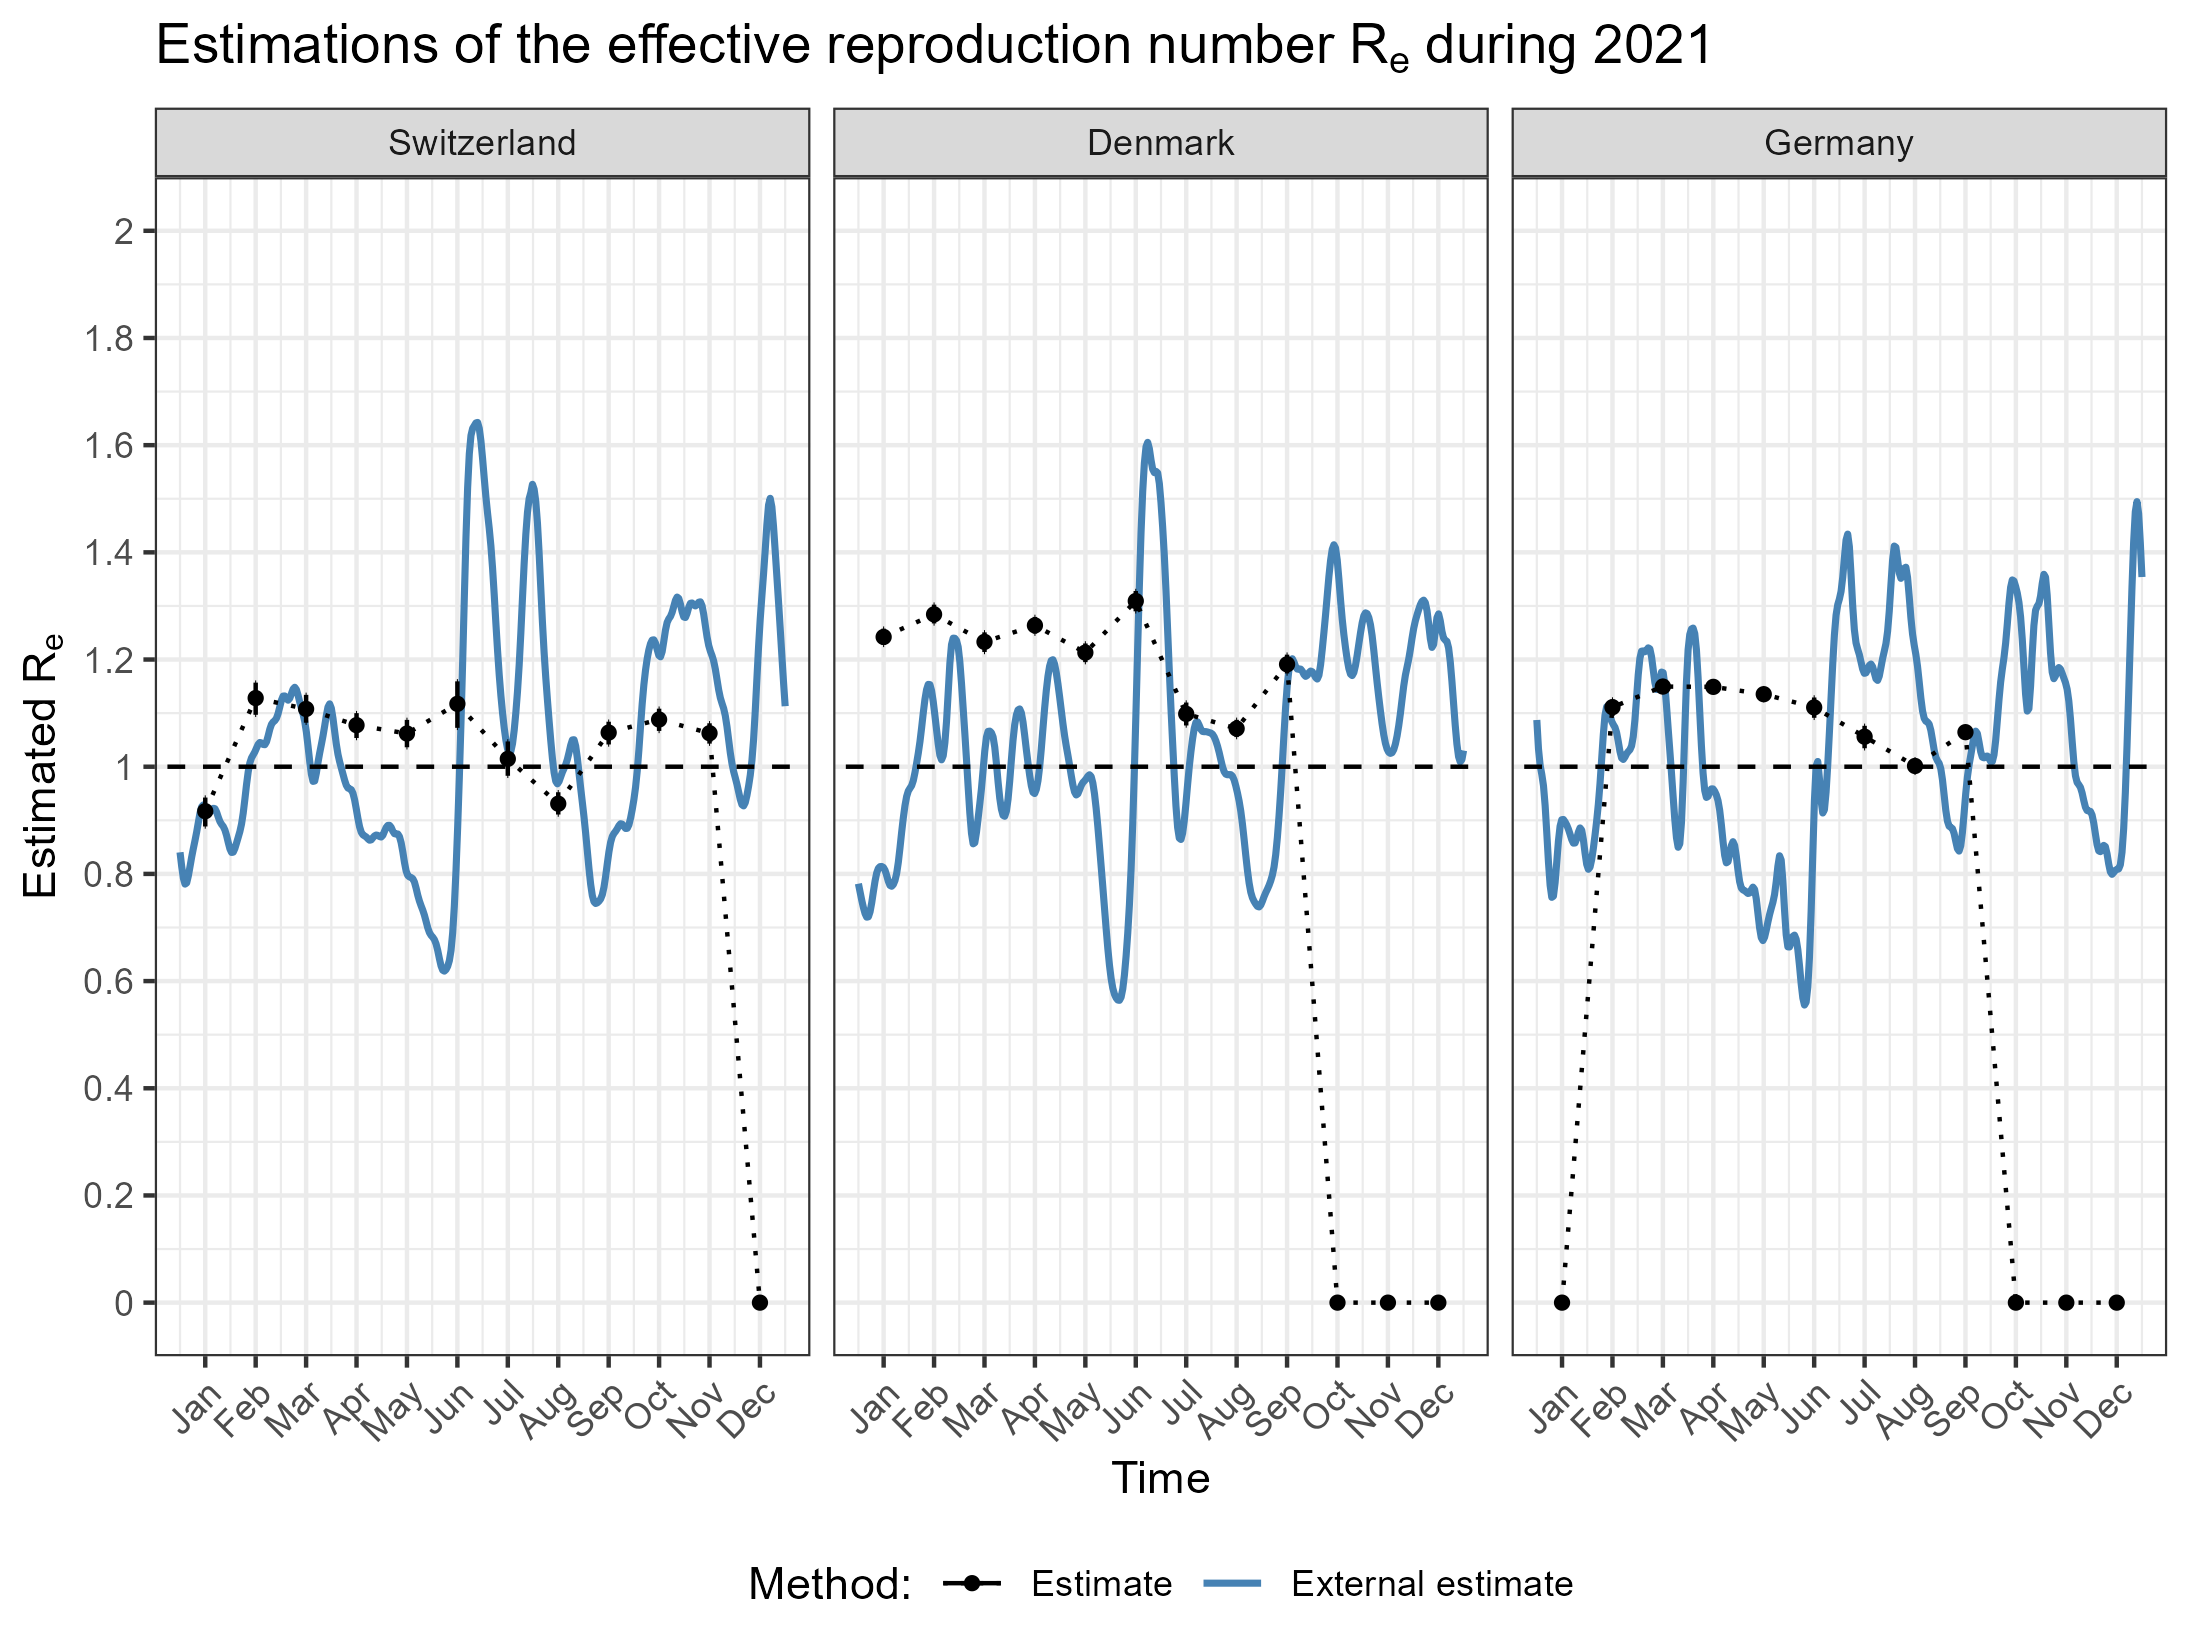 Estimations of the effective reproduction number Re during 2021
Switzerland Denmark Germany
Estimated Re
2
1.8
1.6
1.4
1.2
1
0.8
0.6
0.4
0.2
0
Jan Feb Mar Apr May Jun Jul Aug Sep Oct Nov Dec Jan Feb Mar Apr May Jun Jul Aug Sep Oct Nov Dec Jan Feb Mar Apr May Jun Jul Aug Sep Oct Nov Dec
Time
Method: Estimate External estimate